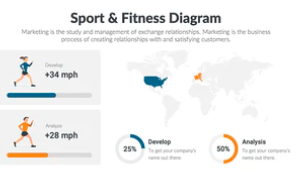 Sport & Fitness Diagram
Marketing is the study and management of exchange relationships. Marketing is the business
process of creating relationships with and satisfying customers.
Develop
+34 mph
Analyze
+28 mph
25%
Develop
To get your company's
name out there.
50%
Analysis
To get your company's
name out there.